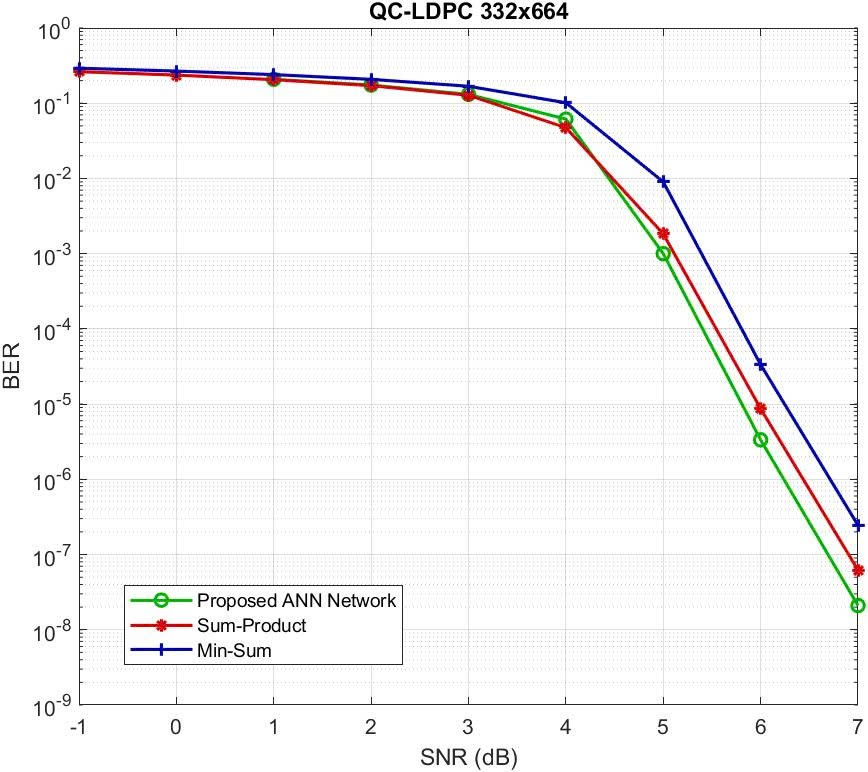 QC-LDPC 332x664
10^0
10^-1
10^-2
10^-3
10^-4
10^-5
10^-6
10^-7
10^-8
10^-9
BER
Proposed ANN Network
Sum-Product
Min-Sum
-1 0 1 2 3 4 5 6 7
SNR (dB)